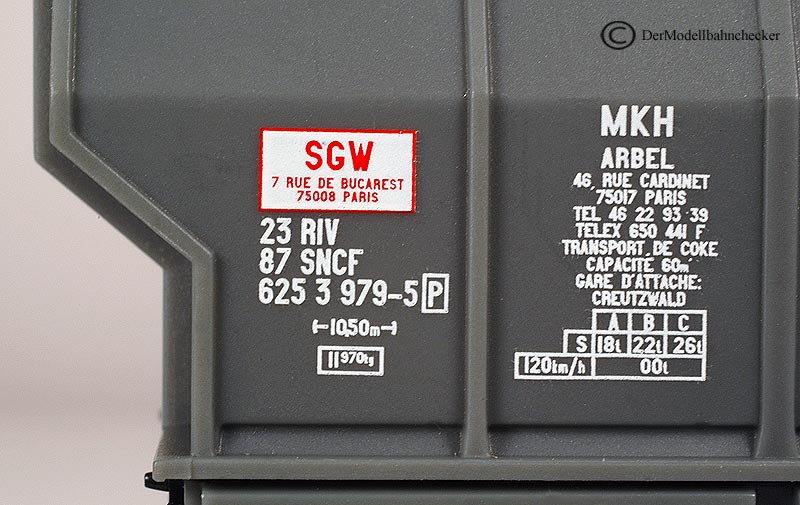 © DerModellbahnchecker
SGW
7 RUE DE BUCAREST
75008 PARIS
23 RIV
87 SNCF
625 3 979-5 P
10,50m
11 970kg
MKH
ARBEL
46, RUE CARDINET
75017 PARIS
TEL 46 22 93 39
TELEX 650 441 F
TRANSPORT DE COKE
CAPACITÉ 60m³
GARE D'ATTACHE:
CREUTZWALD
A B C
S 18t 22t 26t
120km/h 00t